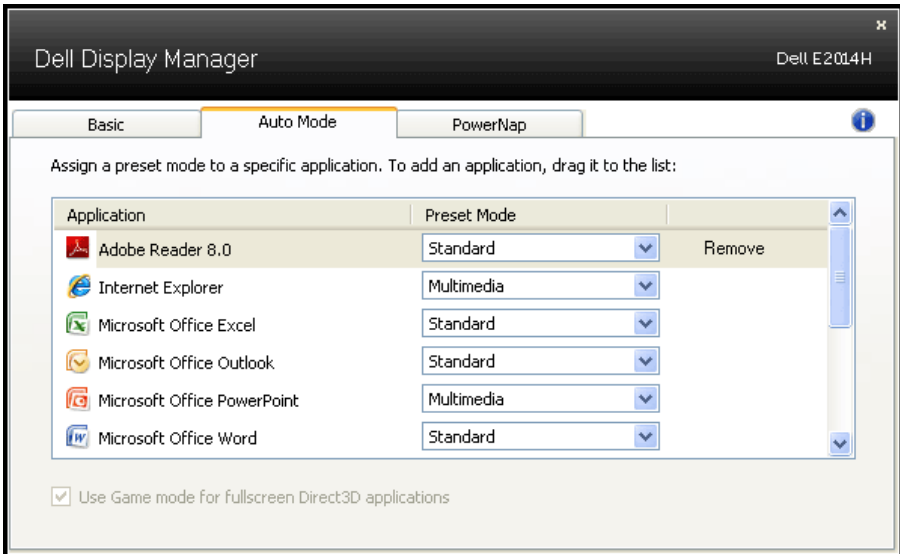 x
Dell Display Manager
Dell E2014H
Basic Auto Mode PowerNap
Assign a preset mode to a specific application. To add an application, drag it to the list:
Application Preset Mode
Adobe Reader 8.0 Standard Remove
Internet Explorer Multimedia
Microsoft Office Excel Standard
Microsoft Office Outlook Standard
Microsoft Office PowerPoint Multimedia
Microsoft Office Word Standard
Use Game mode for fullscreen Direct3D applications